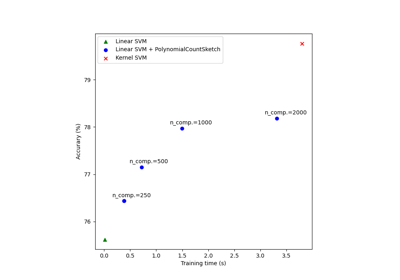 Linear SVM
Linear SVM + PolynomialCountSketch
Kernel SVM
79
n_comp.=2000
n_comp.=1000
78
n_comp.=500
77
n_comp.=250
76
Accurary (%)
0.0 0.5 1.0 1.5 2.0 2.5 3.0 3.5
Training time (s)